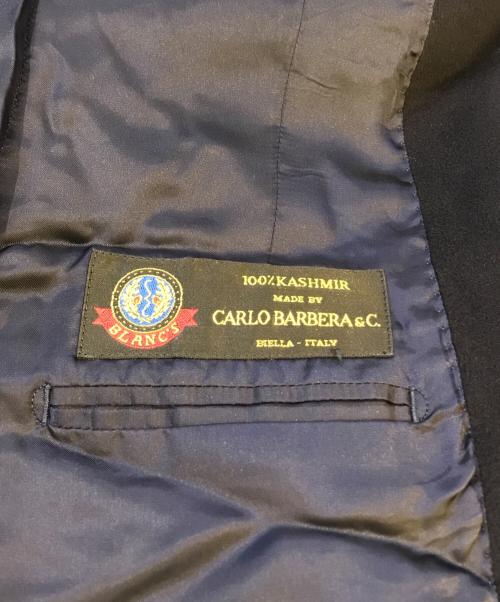 BLANC'S
100%KASHMIR
MADE BY
CARLO BARBERA & C.
BIELLA - ITALY